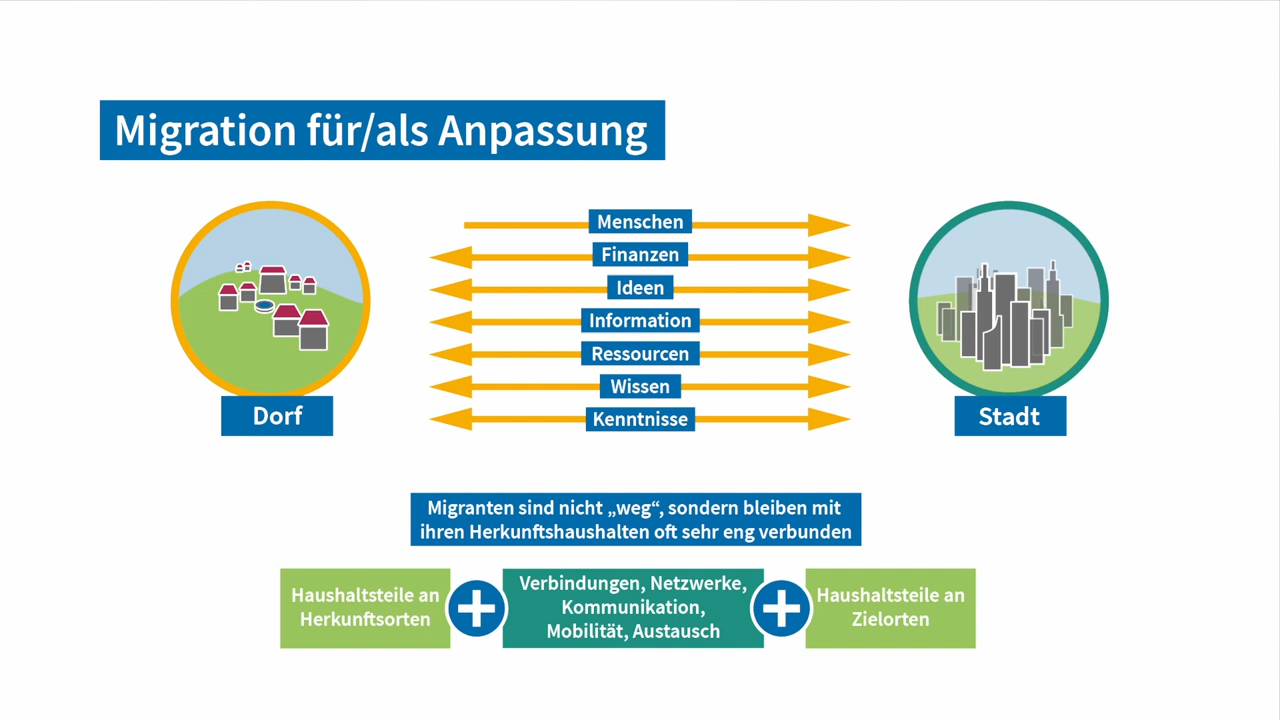 Migration für/als Anpassung
Menschen
Finanzen
Ideen
Information
Ressourcen
Wissen
Kenntnisse
Dorf
Stadt
Migranten sind nicht „weg“, sondern bleiben mit
ihren Herkunftshaushalten oft sehr eng verbunden
Haushaltsteile an
Herkunftsorten
Verbindungen, Netzwerke,
Kommunikation,
Mobilität, Austausch
Haushaltsteile an
Zielorten